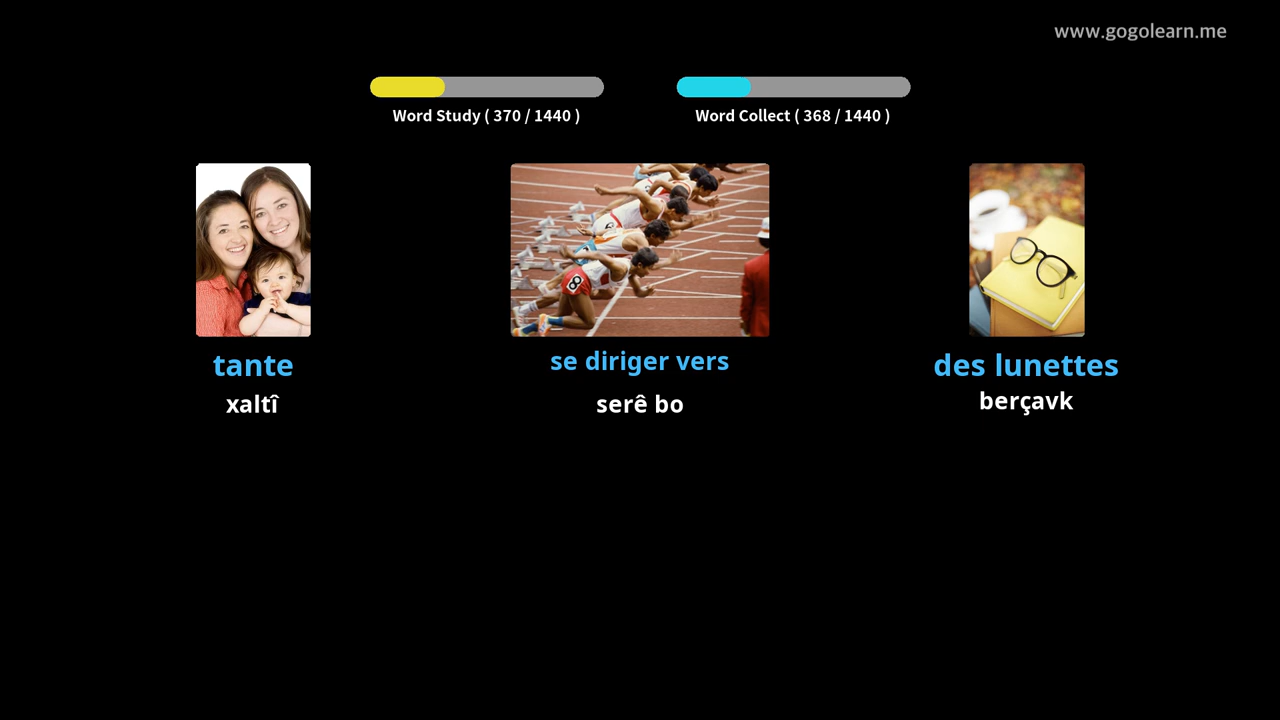 www.gogolearn.me
Word Study ( 370 / 1440 )
Word Collect ( 368 / 1440 )
tante
xaltî
se diriger vers
serê bo
des lunettes
berçavk